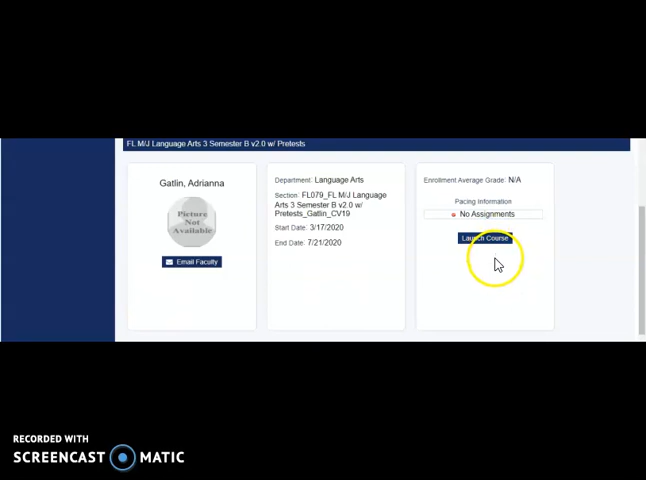 FL M/J Language Arts 3 Semester B v2.0 w/ Pretests
Gatlin, Adrianna
Picture
Not
Available
Email Faculty
Department: Language Arts
Section: FL079_FL M/J Language
Arts 3 Semester B v2.0 w/
Pretests_Gatlin_CV19
Start Date: 3/17/2020
End Date: 7/21/2020
Enrollment Average Grade: N/A
Pacing Information
No Assignments
Launch Course
RECORDED WITH
SCREENCAST MATIC